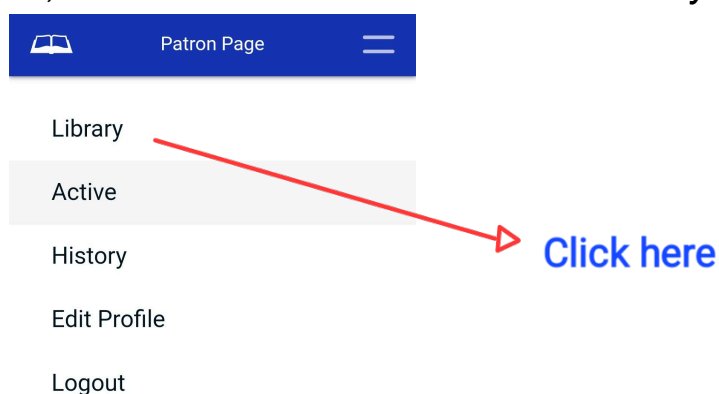 Patron Page
Library
Active
History
Click here
Edit Profile
Logout